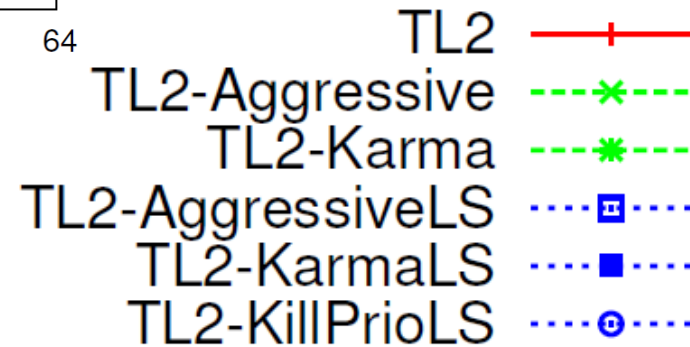 TL2
64
TL2-Aggressive
TL2-Karma
TL2-AggressiveLS
TL2-KarmaLS
TL2-KillPrioLS